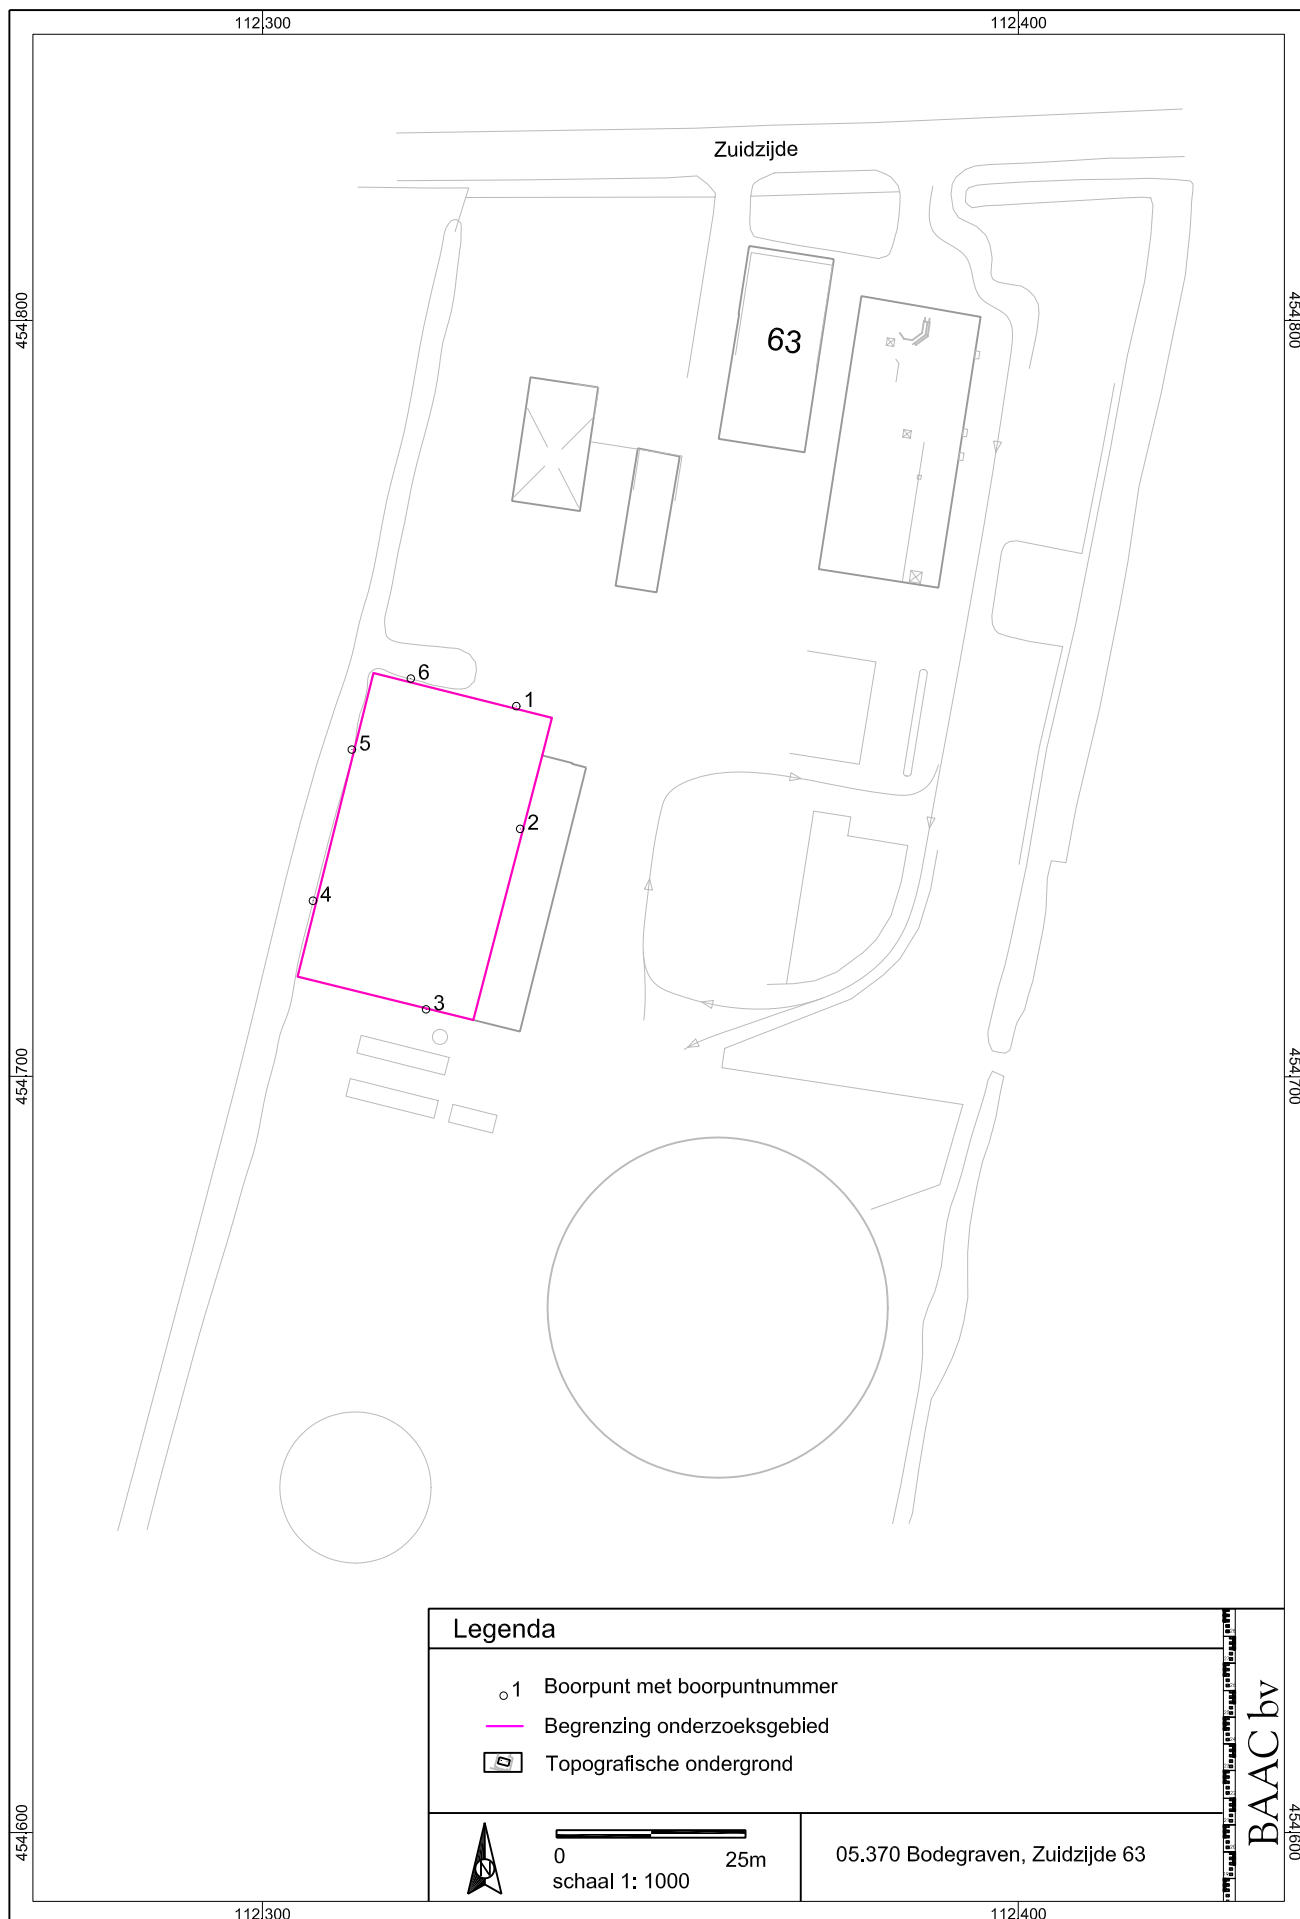 112.300
112.400
Zuidzijde
454.800
454.800
63
6
1
5
2
4
3
454.700
454.700
Legenda
1 Boorpunt met boorpuntnummer
Begrenzing onderzoeksgebied
Topografische ondergrond
BAAC bv
454.600
454.600
N
0 25m
schaal 1: 1000
05.370 Bodegraven, Zuidzijde 63
112.300
112.400